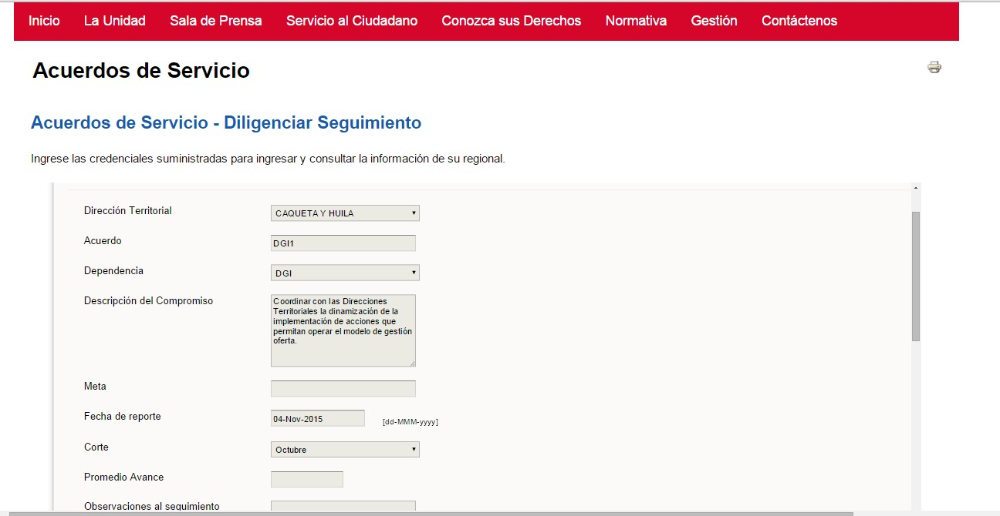 Inicio La Unidad Sala de Prensa Servicio al Ciudadano Conozca sus Derechos Normativa Gestión Contáctenos
Acuerdos de Servicio
Acuerdos de Servicio - Diligenciar Seguimiento
Ingrese las credenciales suministradas para ingresar y consultar la información de su regional.
Dirección Territorial CAQUETA Y HUILA
Acuerdo DGI1
Dependencia DGI
Descripción del Compromiso Coordinar con las Direcciones
Territoriales la dinamización de la
implementación de acciones que
permitan operar el modelo de gestión
oferta.
Meta
Fecha de reporte 04-Nov-2015 [dd-MMM-yyyy]
Corte Octubre
Promedio Avance
Observaciones al seguimiento